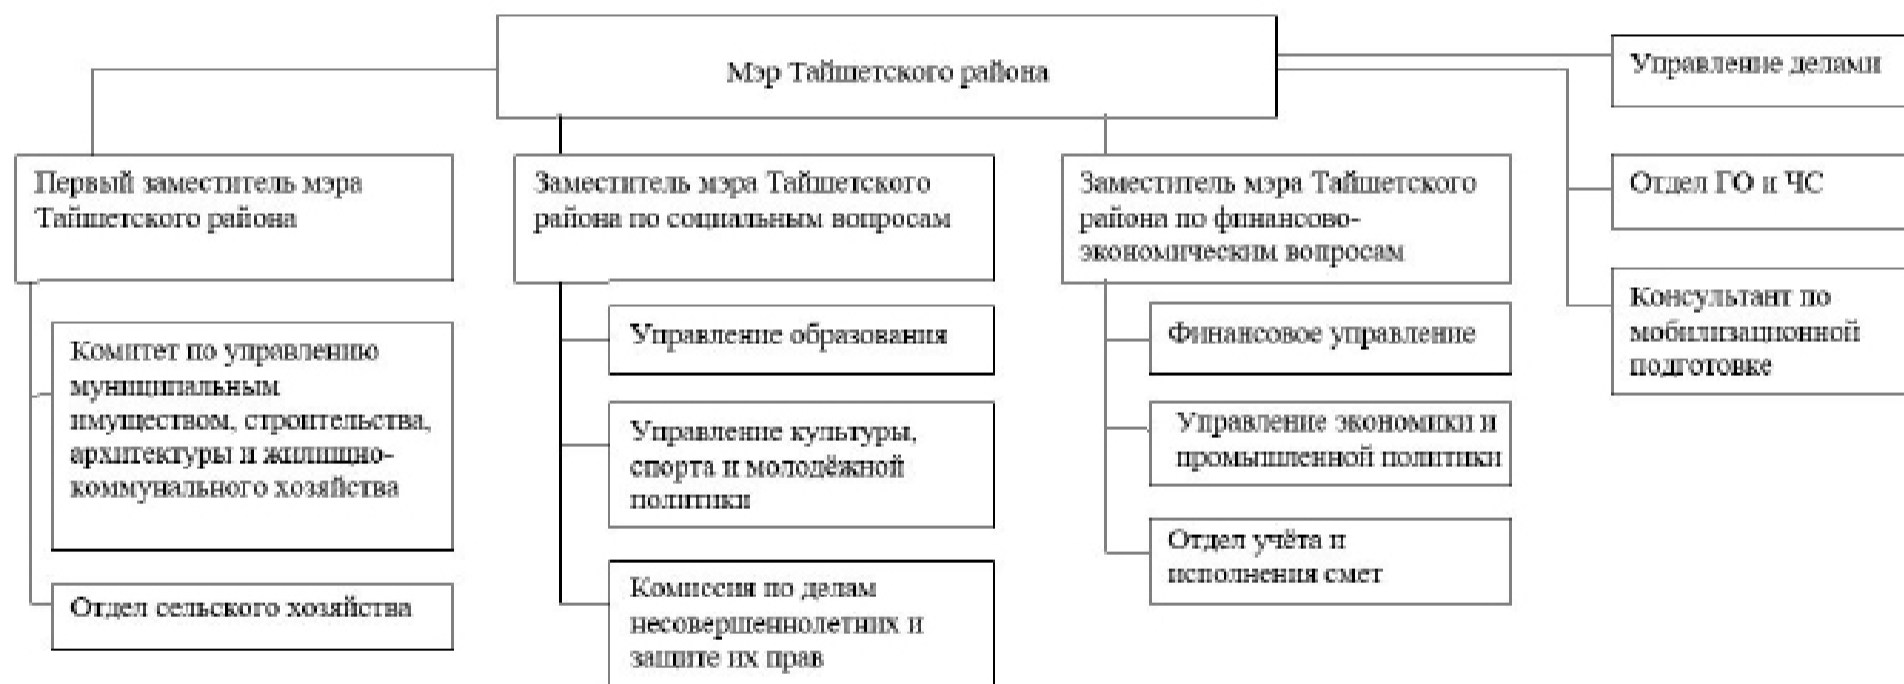 Мэр Тайшетского района
Управление делами
Отдел ГО и ЧС
Консультант по
мобилизационной
подготовке
Первый заместитель мэра
Тайшетского района
Комитет по управлению
муниципальным
имуществом, строительства,
архитектуры и жилищно-
коммунального хозяйства
Отдел сельского хозяйства
Заместитель мэра Тайшетского
района по социальным вопросам
Управление образования
Управление культуры,
спорта и молодёжной
политики
Комиссия по делам
несовершеннолетних и
защите их прав
Заместитель мэра Тайшетского
района по финансово-
экономическим вопросам
Финансовое управление
Управление экономики и
промышленной политики
Отдел учёта и
исполнения смет